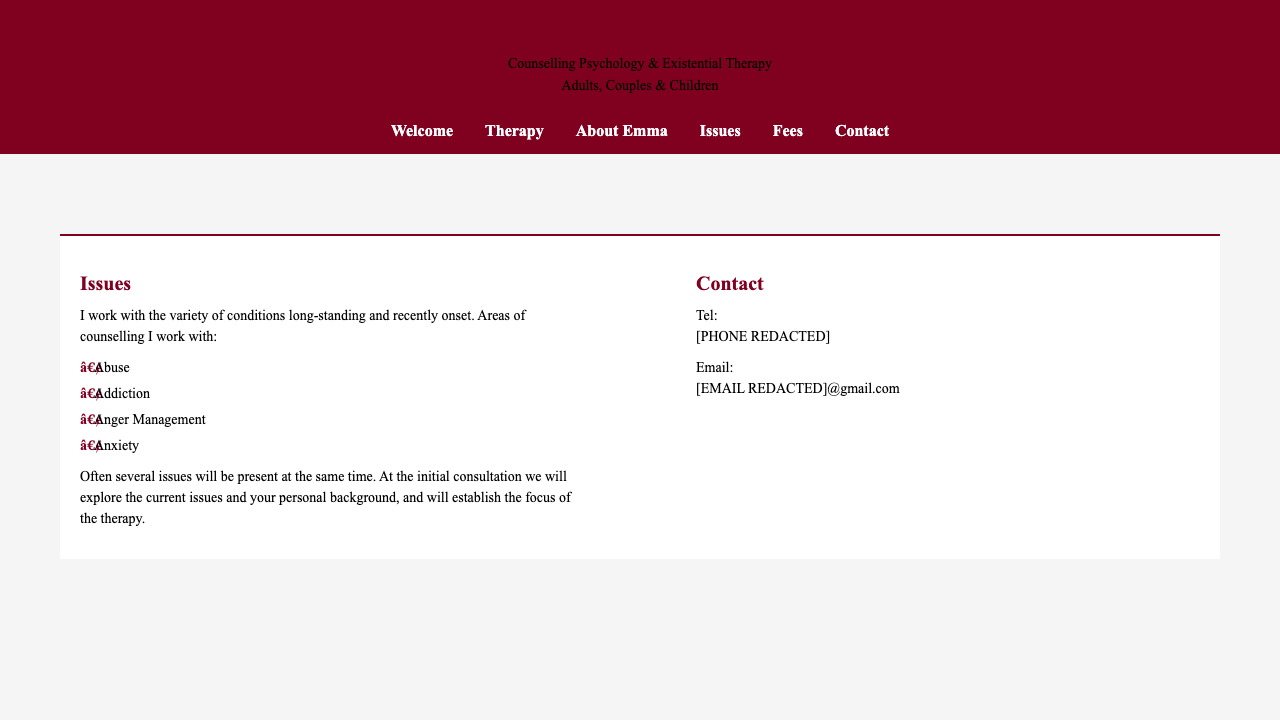 Counselling Psychology & Existential Therapy
Adults, Couples & Children
Welcome Therapy About Emma Issues Fees Contact
Issues
I work with the variety of conditions long-standing and recently onset. Areas of
counselling I work with:
• Abuse
• Addiction
• Anger Management
• Anxiety
Often several issues will be present at the same time. At the initial consultation we will
explore the current issues and your personal background, and will establish the focus of
the therapy.
Contact
Tel:
[PHONE REDACTED]
Email:
[EMAIL REDACTED]@gmail.com